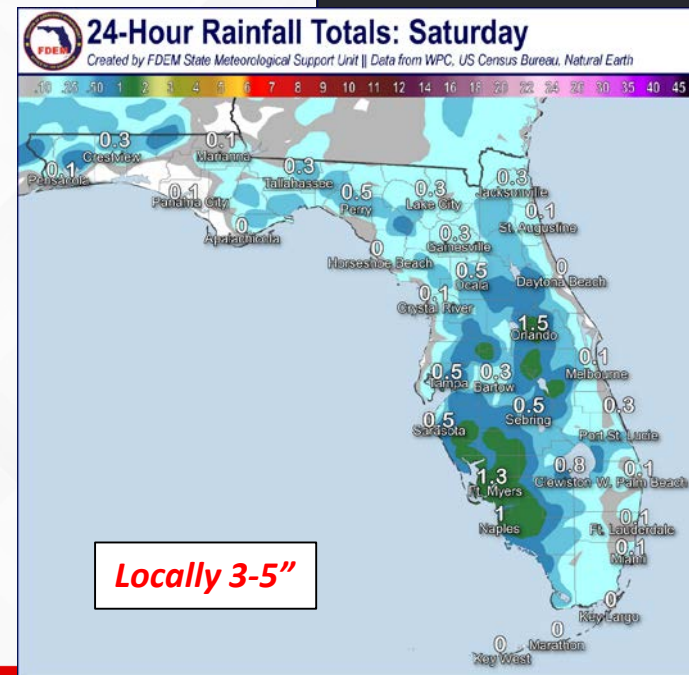 FDEM
24-Hour Rainfall Totals: Saturday
Created by FDEM State Meteorological Support Unit || Data from WPC, US Census Bureau, Natural Earth
.10 .25 .50 1 2 3 4 5 6 7 8 9 10 11 12 14 16 18 20 22 24 26 30 35 40 45
0.3
Crestview
0.1
Marianna
0.1
Pensacola
0.3
Tallahassee
0.1
Panama City
0
Apalachicola
0.5
Perry
0.3
Lake City
0.3
Jacksonville
0.1
St. Augustine
0.3
Gainesville
0
Horseshoe Beach
0.5
Ocala
0
Daytona Beach
0.1
Crystal River
1.5
Orlando
0.1
Melbourne
0.5
Tampa
0.3
Bartow
0.5
Sebring
0.3
Port St. Lucie
0.5
Sarasota
0.8
Clewiston
0.1
W. Palm Beach
1.3
Ft. Myers
1
Naples
0.1
Ft. Lauderdale
0.1
Miami
Locally 3-5”
0
Key Largo
0
Marathon
0
Key West